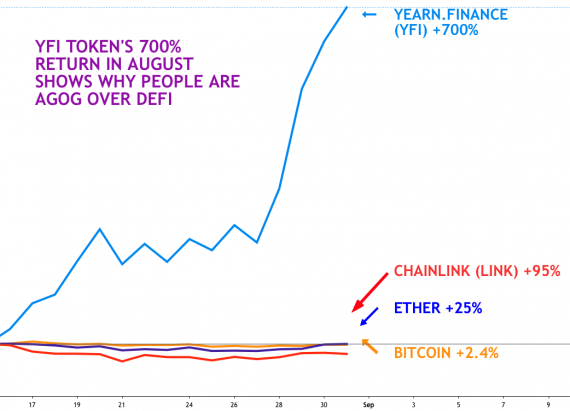 YEARN.FINANCE
(YFI) +700%
YFI TOKEN'S 700%
RETURN IN AUGUST
SHOWS WHY PEOPLE ARE
AGOG OVER DEFI
CHAINLINK (LINK) +95%
ETHER +25%
BITCOIN +2.4%
17 19 21 24 26 28 30 Sep 3 5 7 9